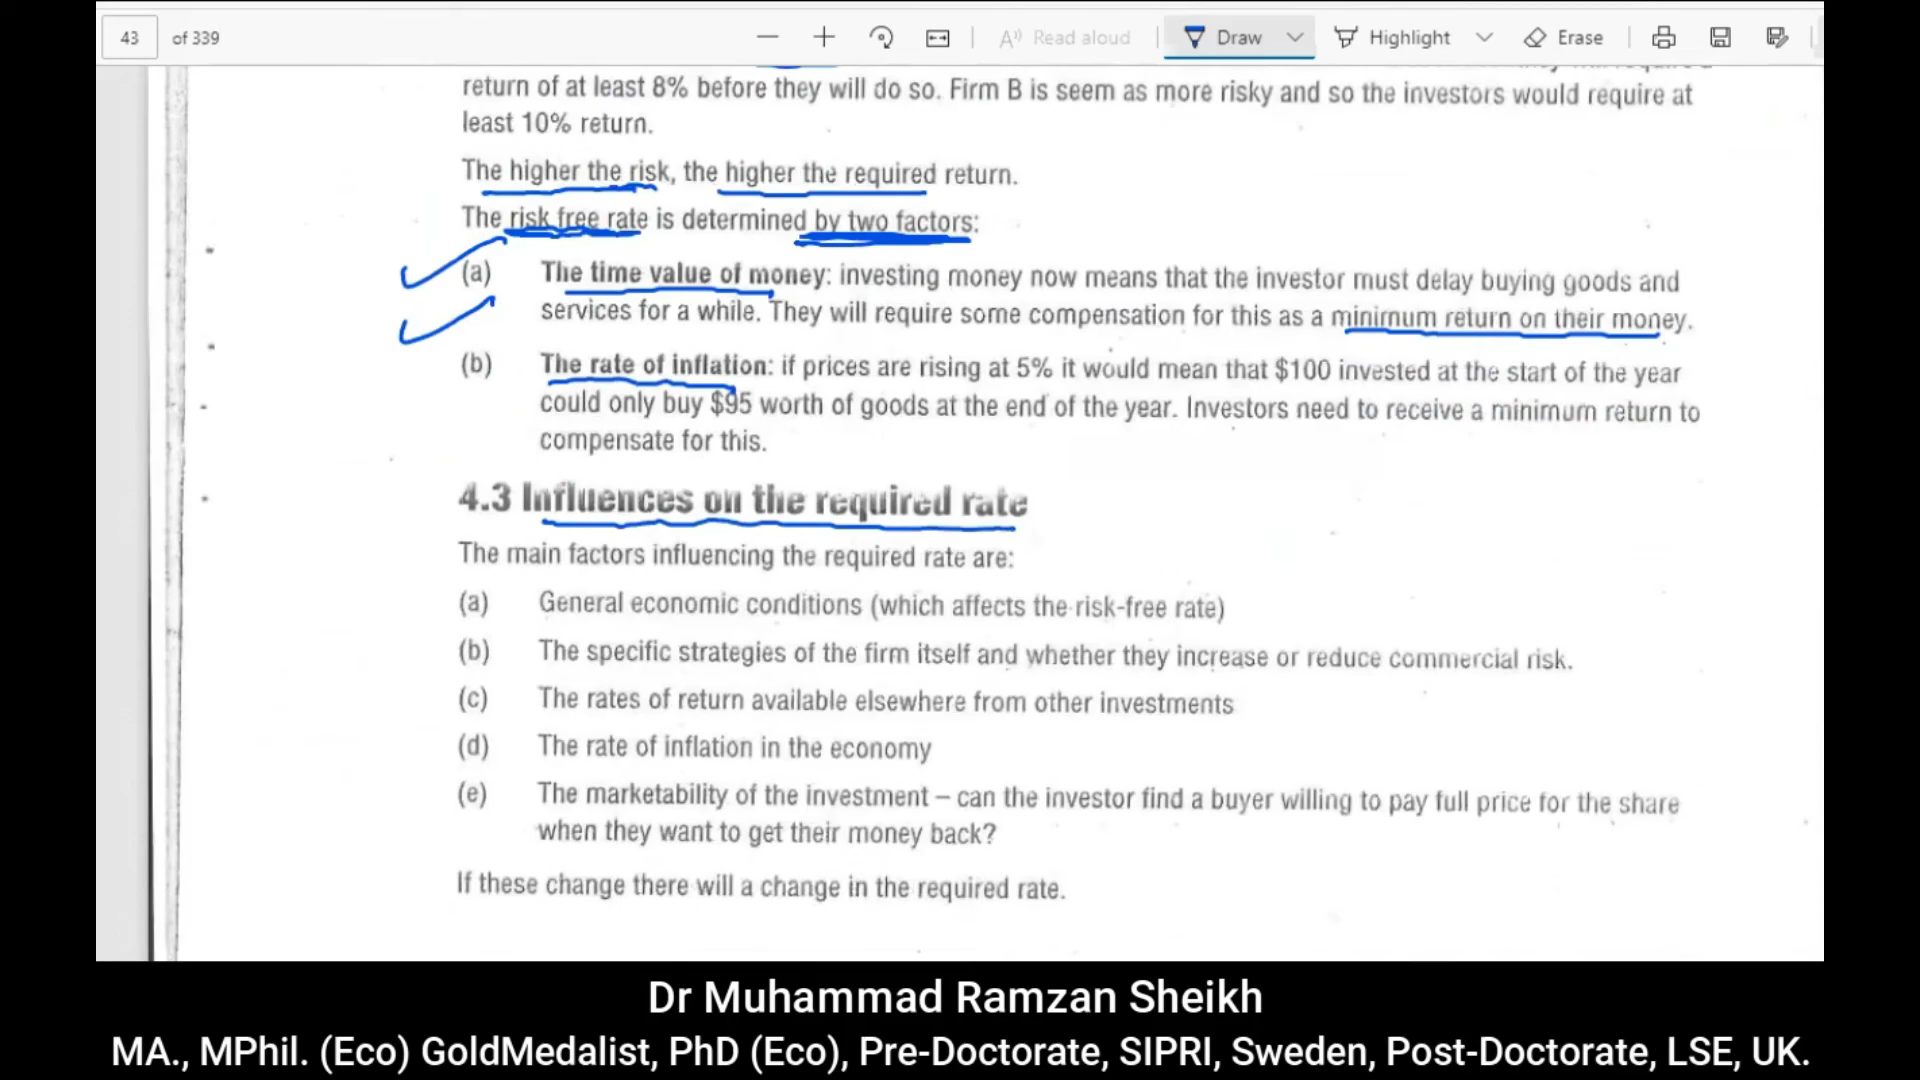 43 of 339 Read aloud Draw Highlight Erase
return of at least 8% before they will do so. Firm B is seem as more risky and so the investors would require at
least 10% return.
The higher the risk, the higher the required return.
The risk free rate is determined by two factors:
(a) The time value of money: investing money now means that the investor must delay buying goods and
services for a while. They will require some compensation for this as a minimum return on their money.
(b) The rate of inflation: if prices are rising at 5% it would mean that $100 invested at the start of the year
could only buy $95 worth of goods at the end of the year. Investors need to receive a minimum return to
compensate for this.
4.3 Influences on the required rate
The main factors influencing the required rate are:
(a) General economic conditions (which affects the risk-free rate)
(b) The specific strategies of the firm itself and whether they increase or reduce commercial risk.
(c) The rates of return available elsewhere from other investments
(d) The rate of inflation in the economy
(e) The marketability of the investment – can the investor find a buyer willing to pay full price for the share
when they want to get their money back?
If these change there will a change in the required rate.
Dr Muhammad Ramzan Sheikh
MA., MPhil. (Eco) GoldMedalist, PhD (Eco), Pre-Doctorate, SIPRI, Sweden, Post-Doctorate, LSE, UK.